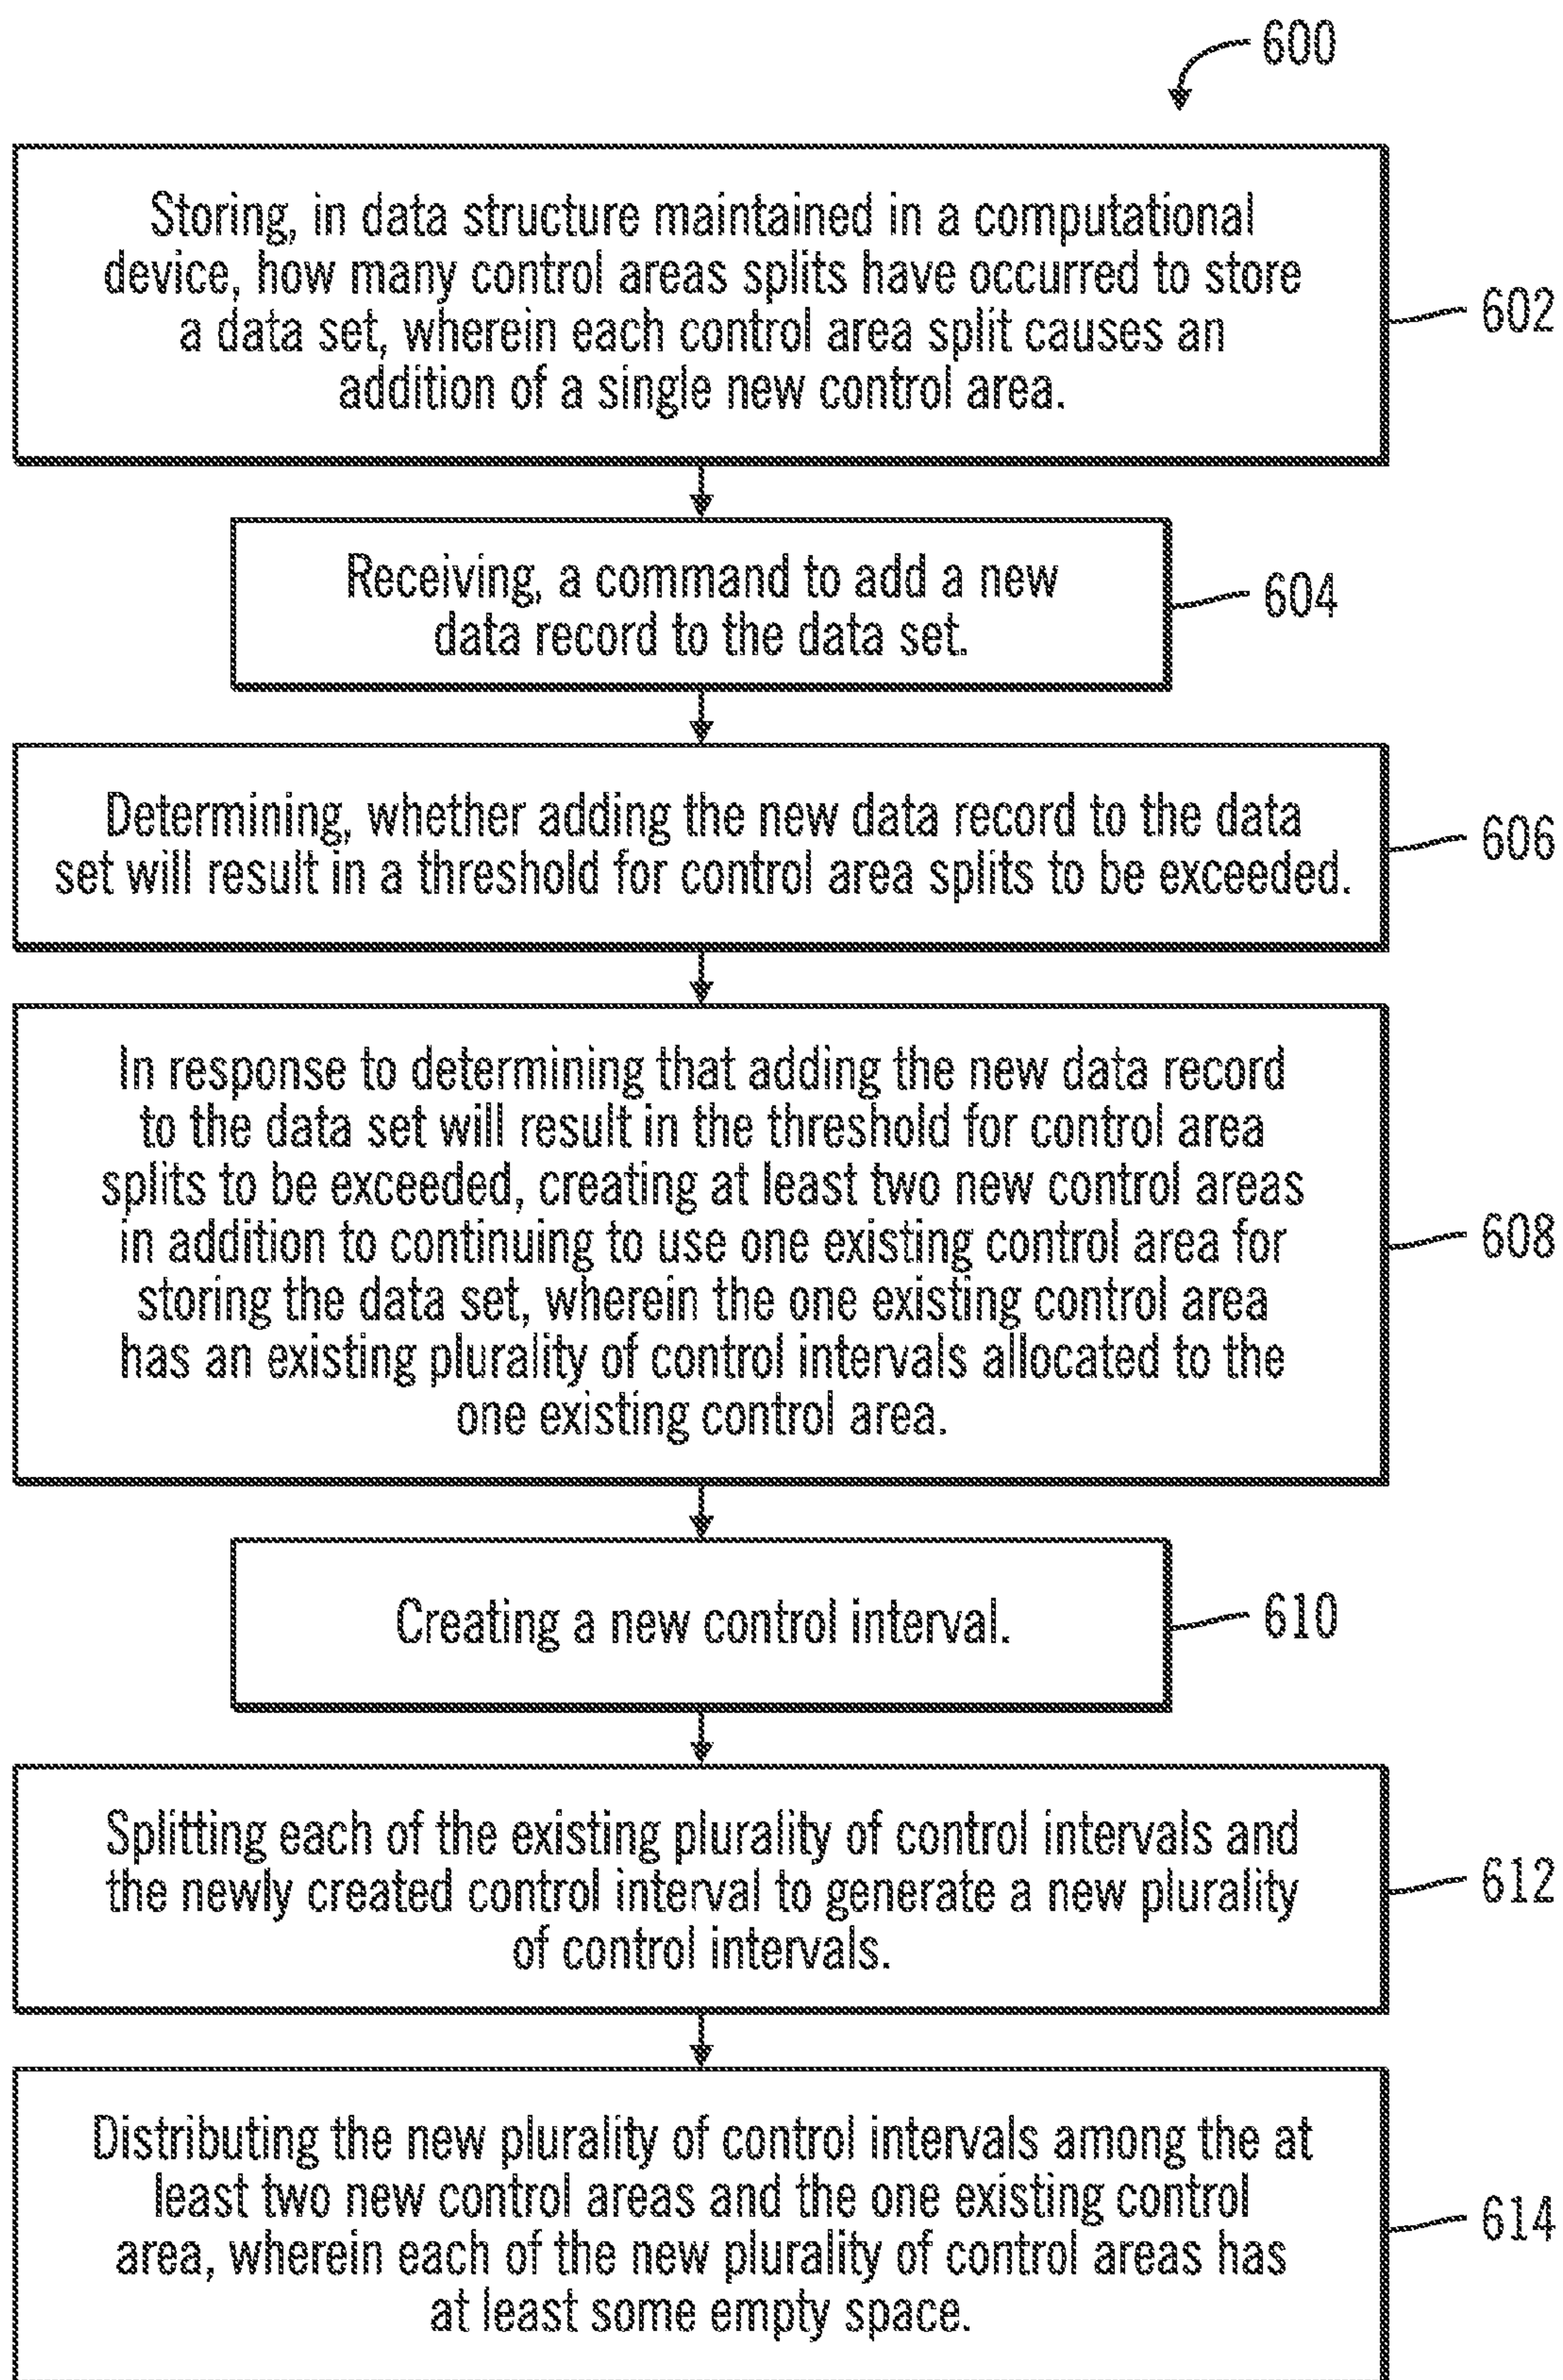 600
Storing, in data structure maintained in a computational
device, how many control areas splits have occurred to store
a data set, wherein each control area split causes an
addition of a single new control area.
602
Receiving, a command to add a new
data record to the data set.
604
Determining, whether adding the new data record to the data
set will result in a threshold for control area splits to be exceeded.
606
In response to determining that adding the new data record
to the data set will result in the threshold for control area
splits to be exceeded, creating at least two new control areas
in addition to continuing to use one existing control area for
storing the data set, wherein the one existing control area
has an existing plurality of control intervals allocated to the
one existing control area.
608
Creating a new control interval.
610
Splitting each of the existing plurality of control intervals and
the newly created control interval to generate a new plurality
of control intervals.
612
Distributing the new plurality of control intervals among the at
least two new control areas and the one existing control
area, wherein each of the new plurality of control areas has
at least some empty space.
614